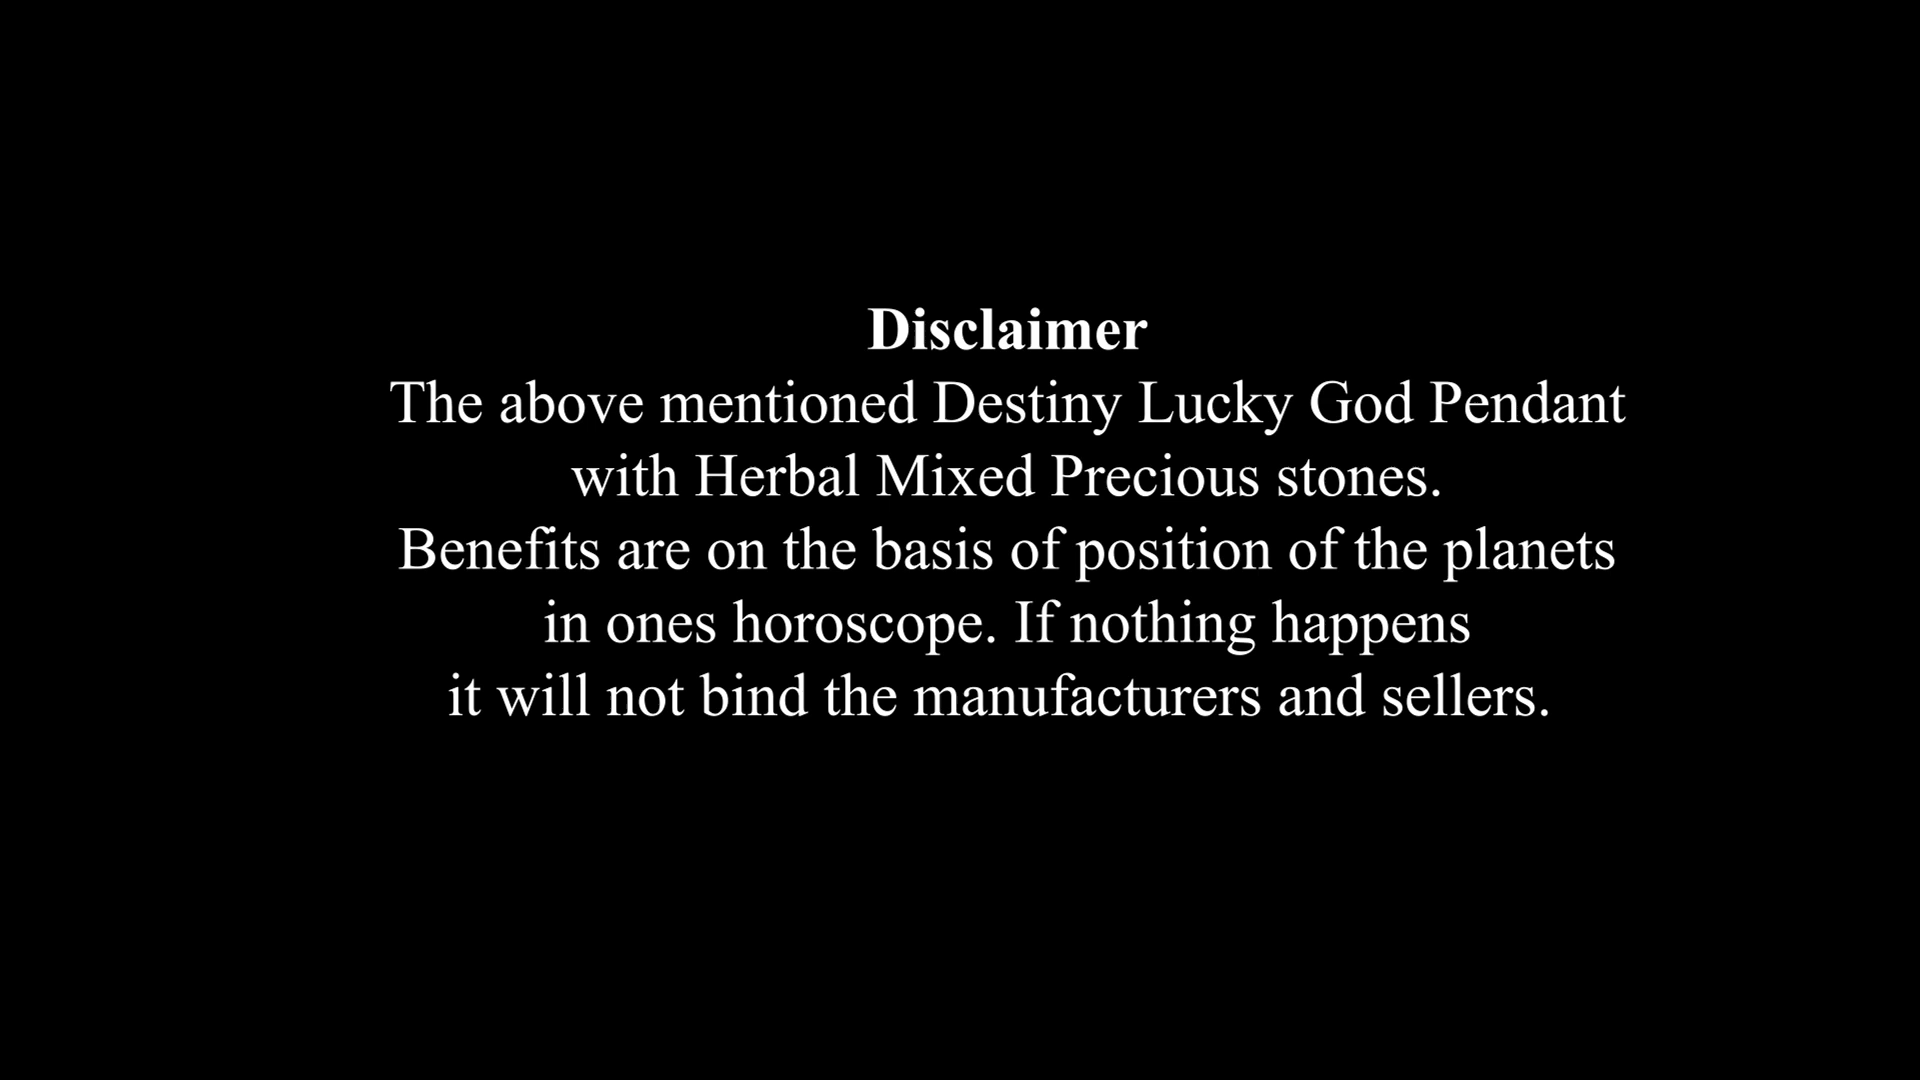 Disclaimer
The above mentioned Destiny Lucky God Pendant
with Herbal Mixed Precious stones.
Benefits are on the basis of position of the planets
in ones horoscope. If nothing happens
it will not bind the manufacturers and sellers.